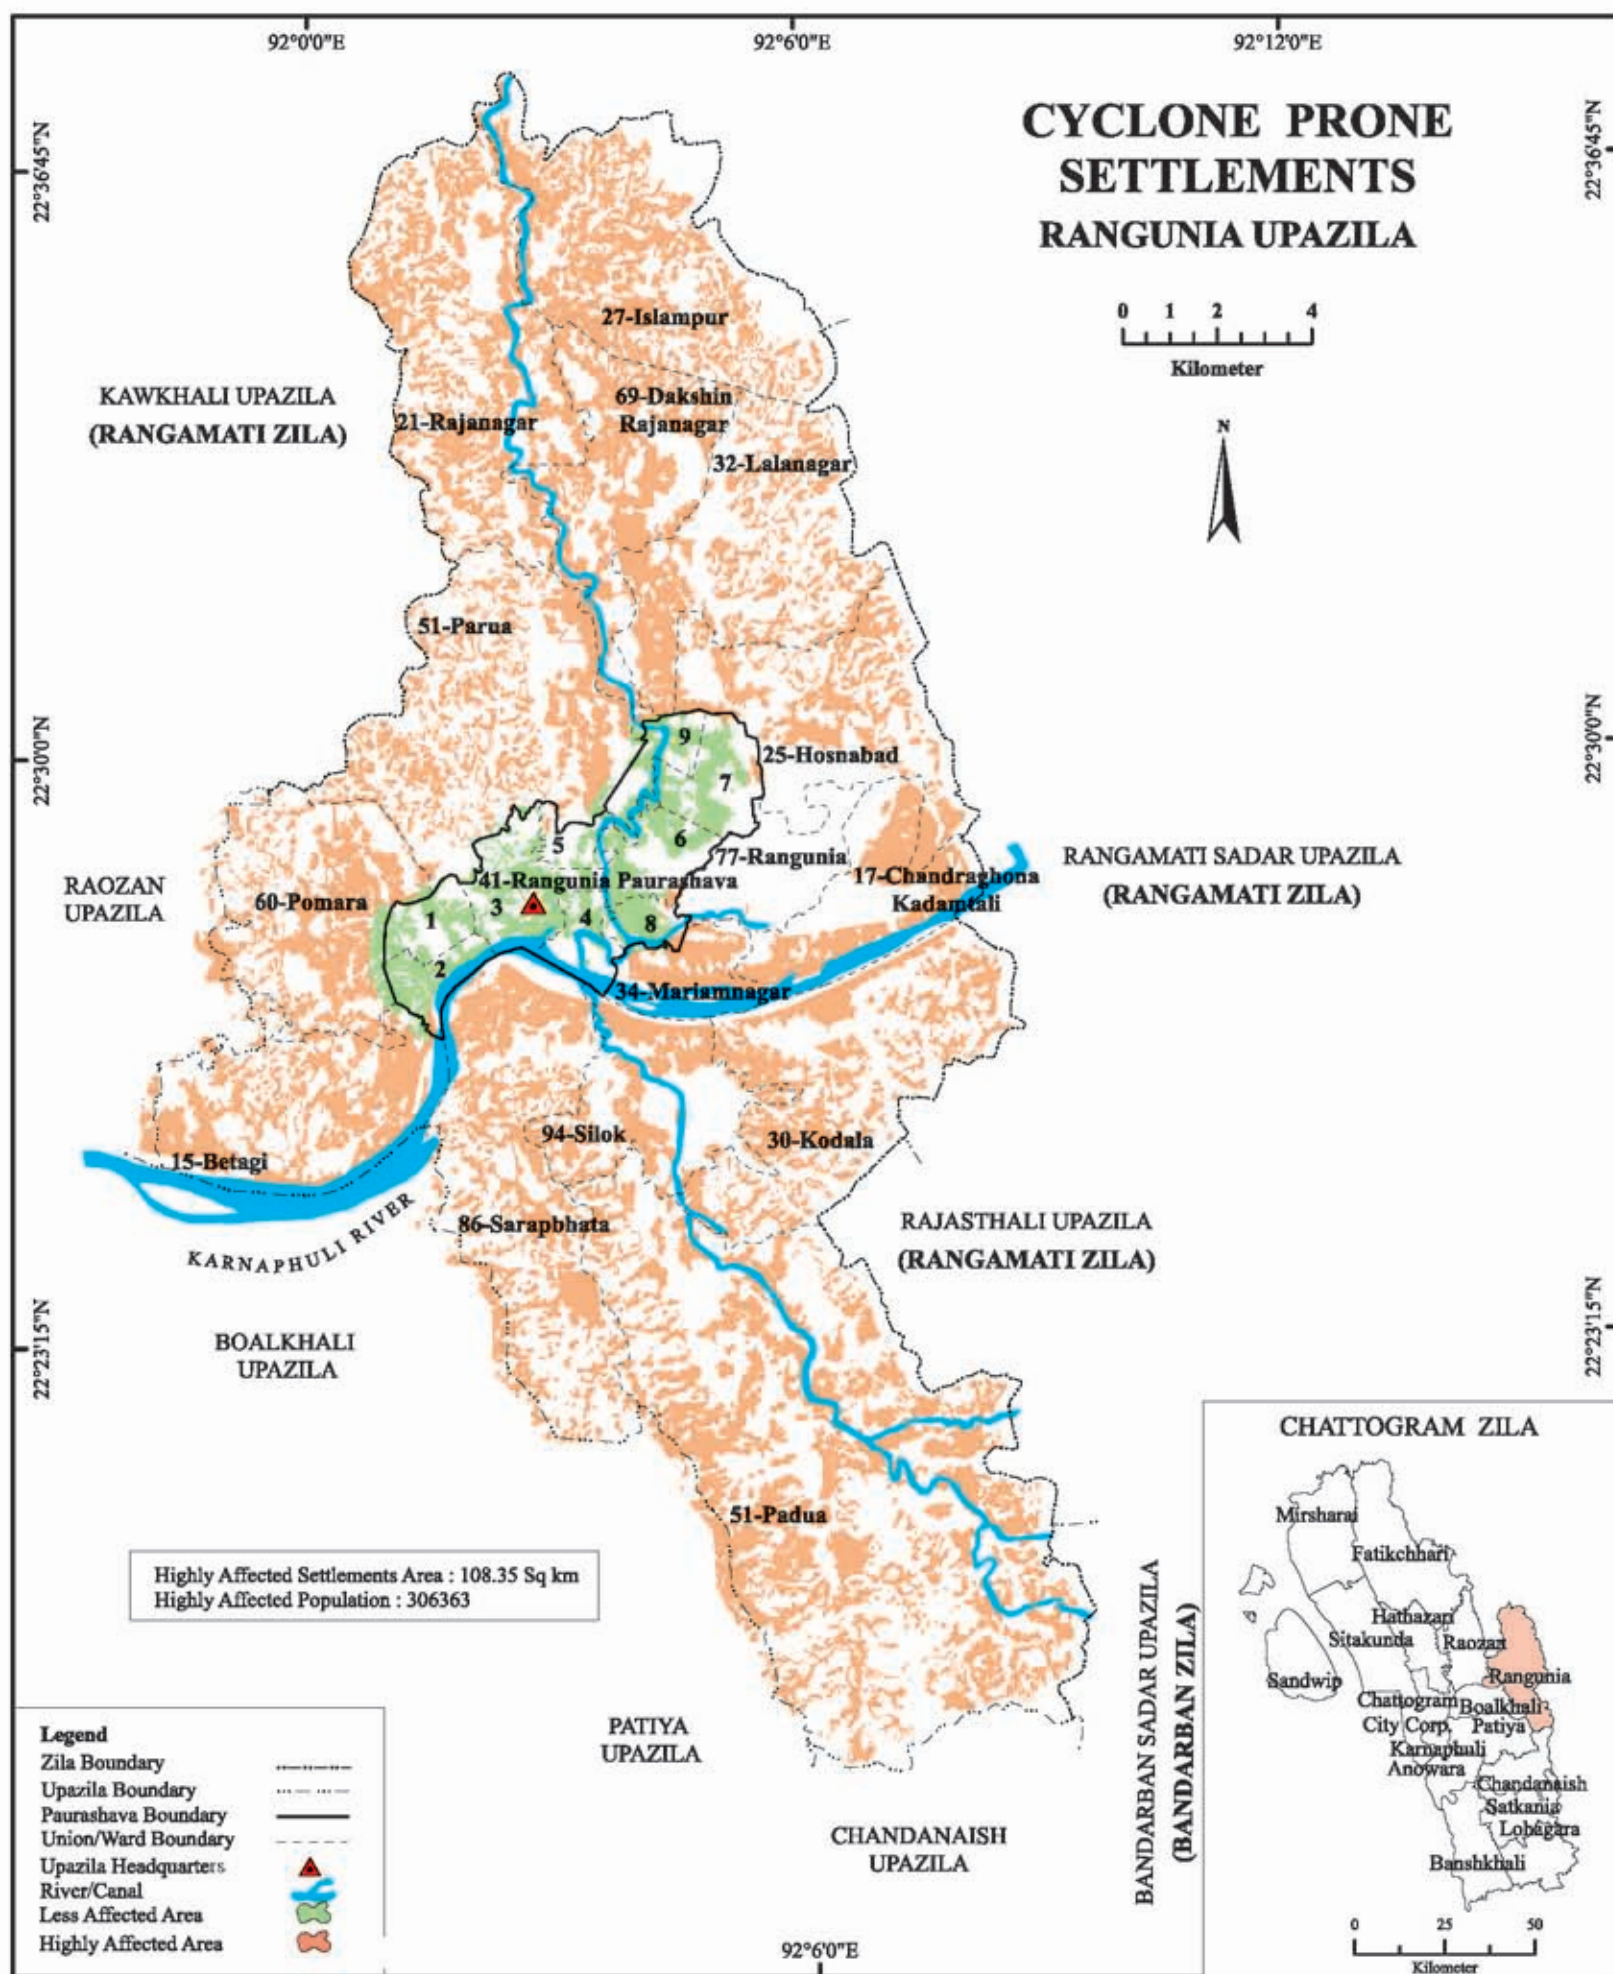 92°0'0"E
92°6'0"E
92°12'0"E
22°36'45"N
22°36'45"N
CYCLONE PRONE
SETTLEMENTS
RANGUNIA UPAZILA
0 1 2 4
Kilometer
N
27-Islampur
KAWKHALI UPAZILA
(RANGAMATI ZILA)
69-Dakshin
Rajanagar
21-Rajanagar
32-Lalanagar
51-Parua
22°30'0"N
22°30'0"N
2
9
25-Hosnabad
7
6
5
77-Rangunia
RANGAMATI SADAR UPAZILA
(RANGAMATI ZILA)
17-Chandraghona
Kadamtali
41-Rangunia Paurashava
RAOZAN
UPAZILA
60-Pomara
1
3
4
8
2
34-Mariamnagar
94-Silok
30-Kodala
15-Betagi
86-Sarapbhata
KARNAPHULI RIVER
RAJASTHALI UPAZILA
(RANGAMATI ZILA)
22°23'15"N
22°23'15"N
BOALKHALI
UPAZILA
51-Padua
Highly Affected Settlements Area : 108.35 Sq km
Highly Affected Population : 306363
PATIYA
UPAZILA
CHANDANAISH
UPAZILA
BANDARBAN SADAR UPAZILA
(BANDARBAN ZILA)
92°6'0"E
Legend
Zila Boundary
Upazila Boundary
Paurashava Boundary
Union/Ward Boundary
Upazila Headquarters
River/Canal
Less Affected Area
Highly Affected Area
CHATTOGRAM ZILA
Mirsharai
Fatikchhari
Hathazari
Sitakunda
Raozan
Rangunia
Sandwip
Chattogram
City Corp.
Boalkhali
Patiya
Karnaphuli
Anowara
Chandanaish
Satkania
Lohagara
Banshkhali
0 25 50
Kilometer